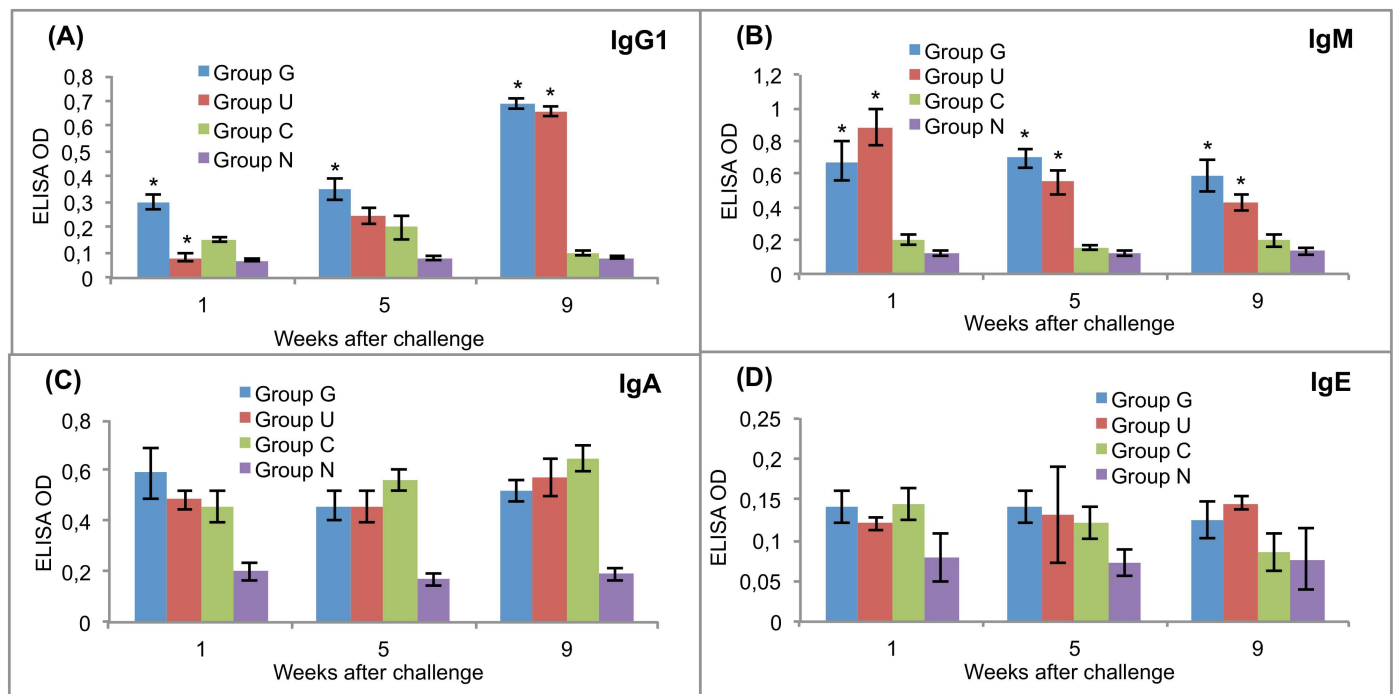 (A)
IgG1
Group G
Group U
Group C
Group N
0,8
0,7
0,6
0,5
0,4
0,3
0,2
0,1
0
ELISA OD
* * * * * 
1 5 9
Weeks after challenge
(B)
IgM
Group G
Group U
Group C
Group N
1,2
1
0,8
0,6
0,4
0,2
0
ELISA OD
* * * * * *
1 5 9
Weeks after challenge
(C)
IgA
Group G
Group U
Group C
Group N
0,8
0,6
0,4
0,2
0
ELISA OD
1 5 9
Weeks after challenge
(D)
IgE
Group G
Group U
Group C
Group N
0,25
0,2
0,15
0,1
0,05
0
ELISA OD
1 5 9
Weeks after challenge